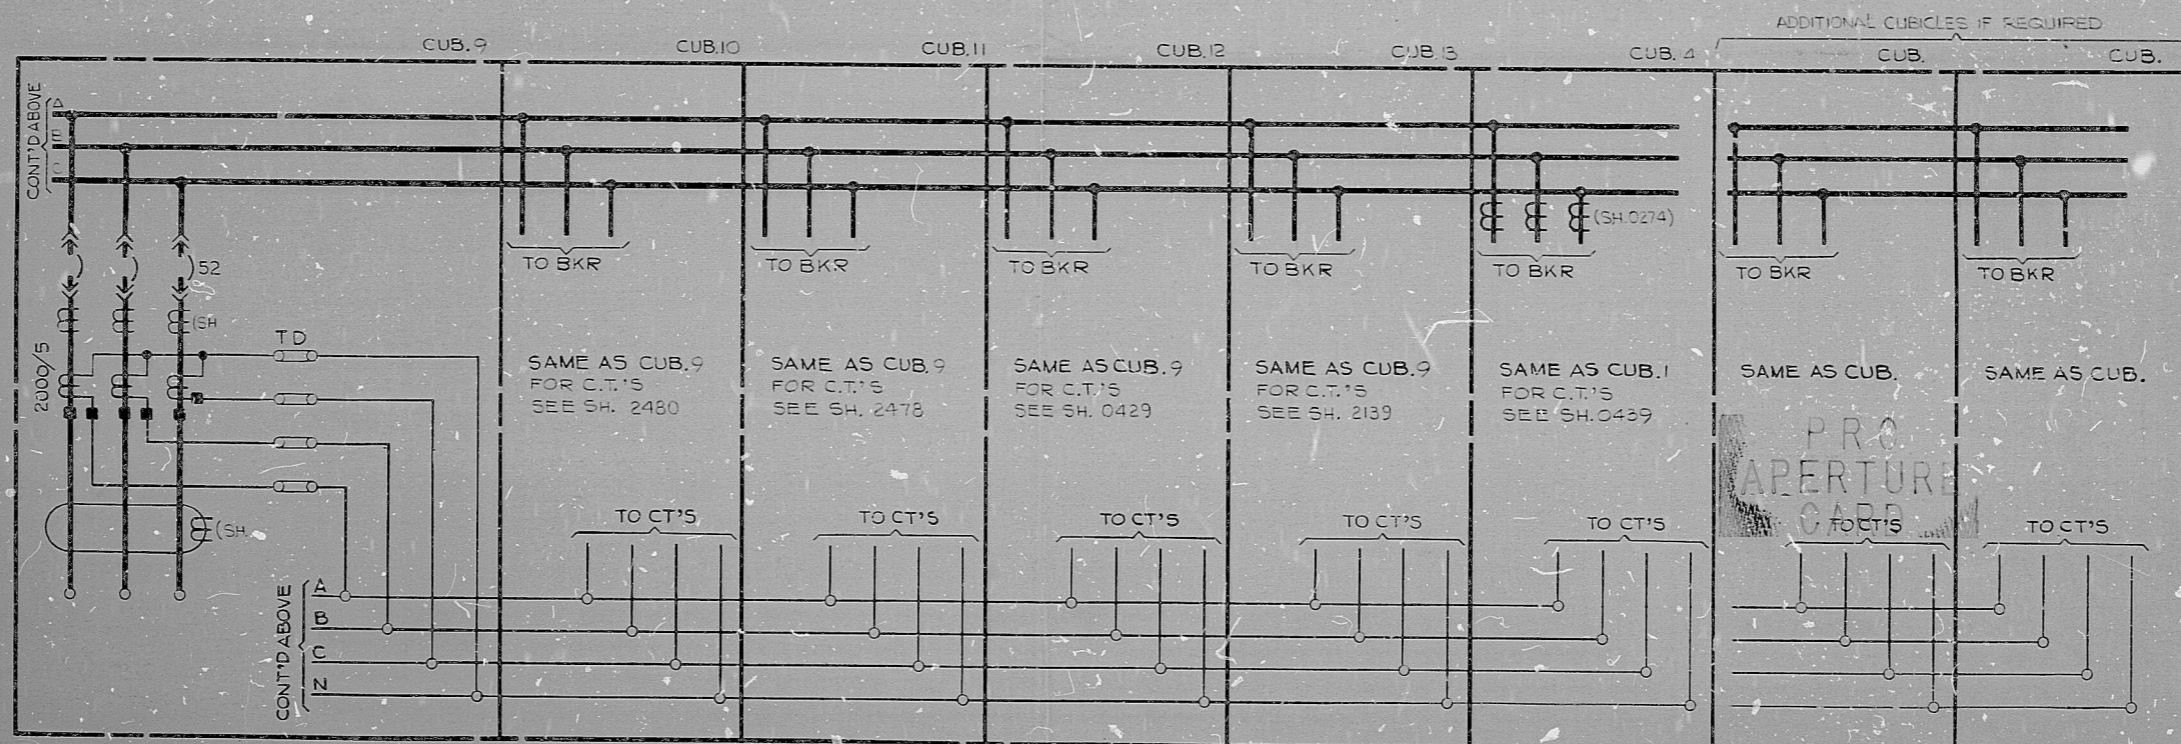 ADDITIONAL CUBICLES IF REQUIRED
CUB.9
CUB.10
CUB.11
CUB.12
CUB.13
CUB.
CUB.
CUB.
CONT'D ABOVE
A
TO BKR
TO BKR
TO BKR
TO BKR
TO BKR
TO BKR
TO BKR
(SH.0274)
52
(SH
TD
2000/5
SAME AS CUB.9
FOR C.T.'S
SEE SH. 2480
SAME AS CUB.9
FOR C.T.'S
SEE SH. 2478
SAME AS CUB.9
FOR C.T.'S
SEE SH. 0429
SAME AS CUB.9
FOR C.T.'S
SEE SH. 2139
SAME AS CUB.1
FOR C.T.'S
SEE SH.0439
SAME AS CUB.
SAME AS CUB.
PRC
APERTURE
CARD
(SH.
TO CT'S
TO CT'S
TO CT'S
TO CT'S
TO CT'S
TO CT'S
TO CT'S
CONT'D ABOVE
A
B
C
N